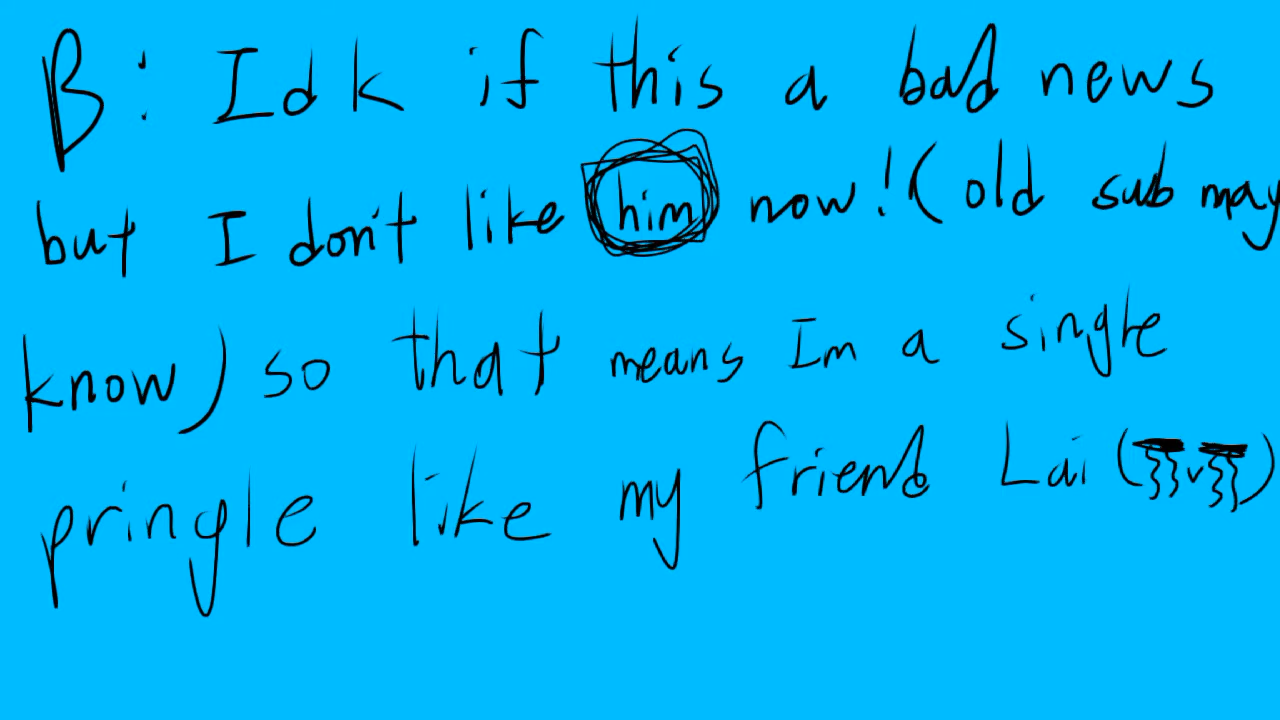 B: Idk if this a bad news
but I don't like him now! (old sub may
know) so that means Im a single
pringle like my friend Lai (